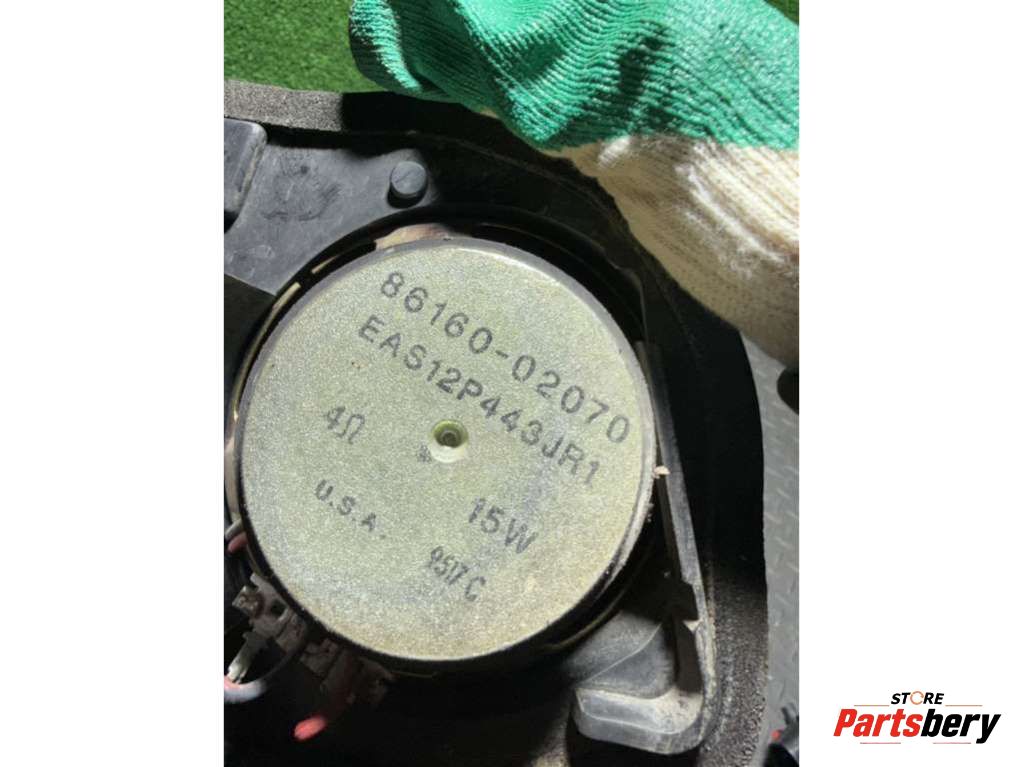 86160-02070
EAS12P443JR1
4Ω
15W
U.S.A.
9517C
STORE
Partsbery